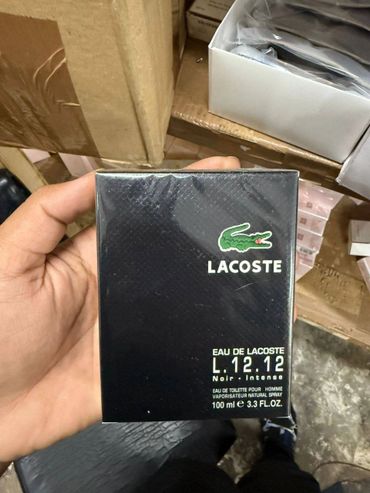 LACOSTE
EAU DE LACOSTE
L.12.12
Noir - Intense
EAU DE TOILETTE POUR HOMME
VAPORISATEUR NATURAL SPRAY
100 ml e 3.3 FL.OZ.